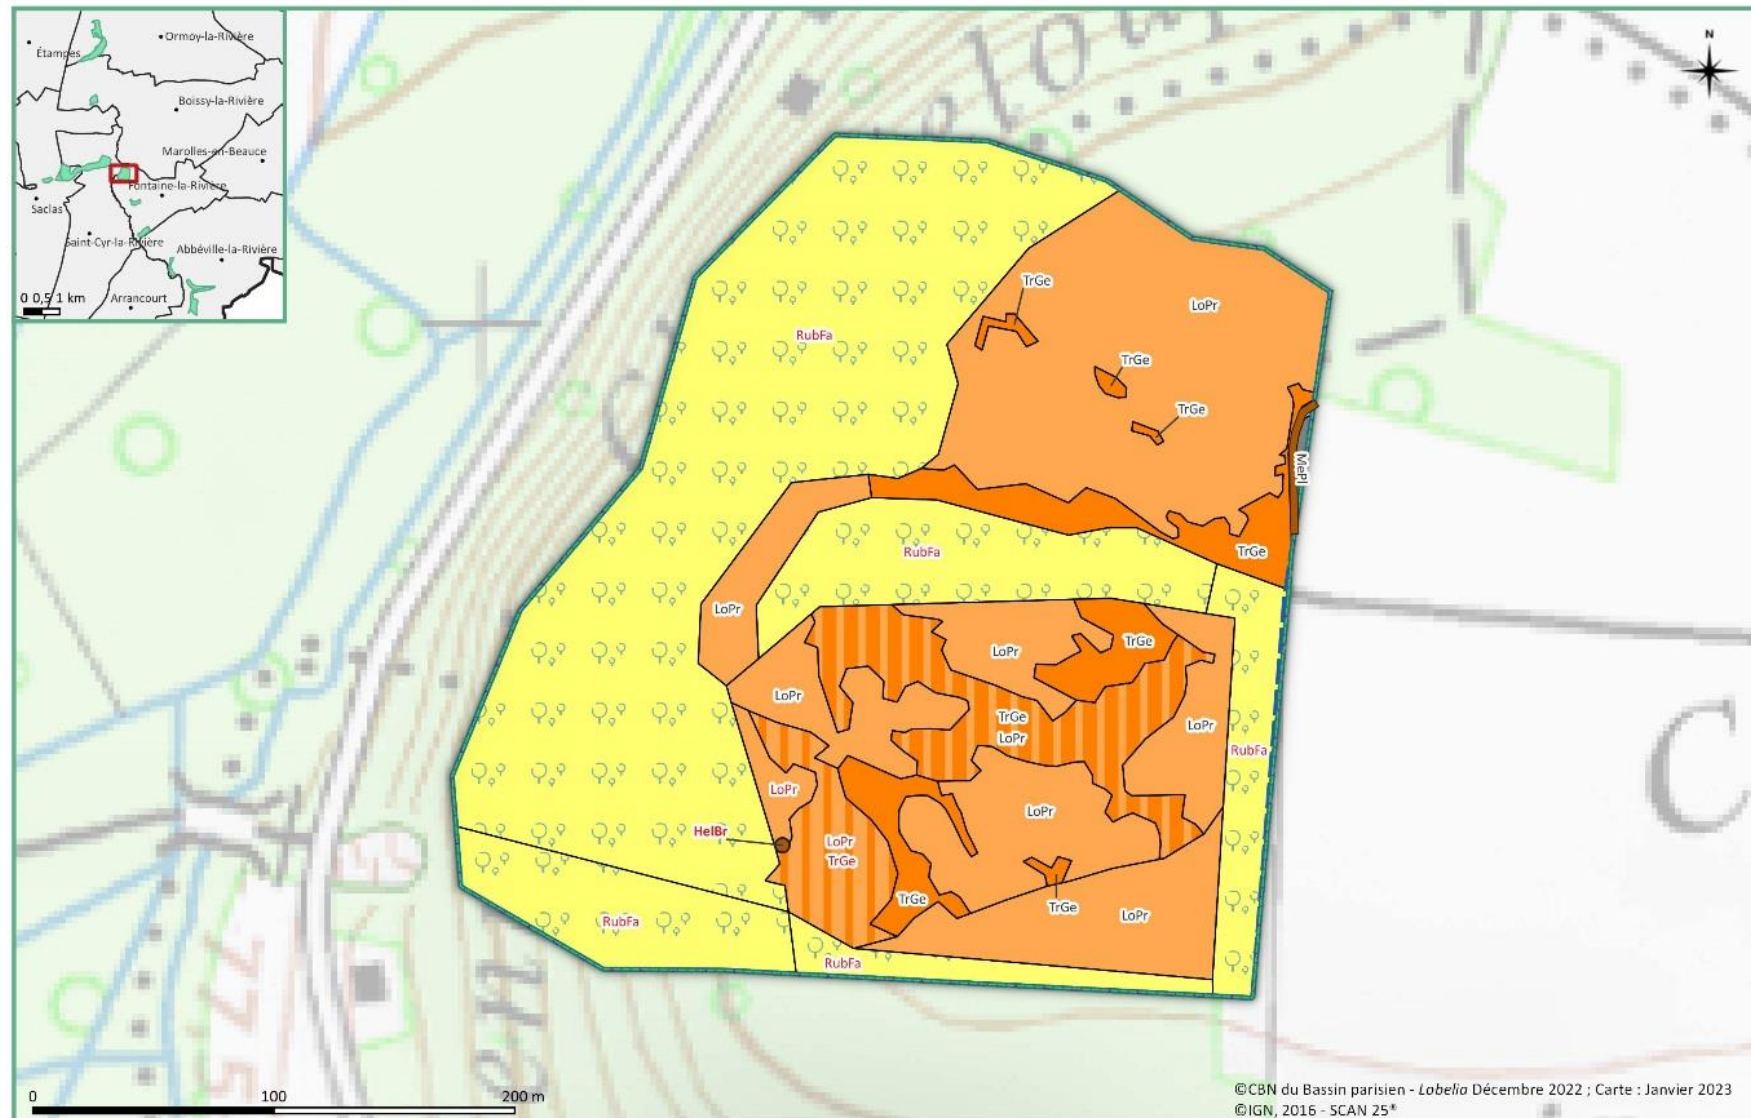 Étampes
Ormoy-la-Rivière
Boissy-la-Rivière
Marolles-en-Beauce
Fontaine-la-Rivière
Saclas
Saint-Cyr-la-Rivière
Abbéville-la-Rivière
Arrancourt
0 0,5 1 km
N
TrGe
LoPr
RubFa
TrGe
TrGe
MePl
RubFa
TrGe
LoPr
LoPr
TrGe
LoPr
TrGe
LoPr
LoPr
RubFa
LoPr
LoPr
HelBr
LoPr
TrGe
TrGe
TrGe
LoPr
RubFa
RubFa
C
775
0 100 200 m
©CBN du Bassin parisien - Lobelia Décembre 2022 ; Carte : Janvier 2023
©IGN, 2016 - SCAN 25®